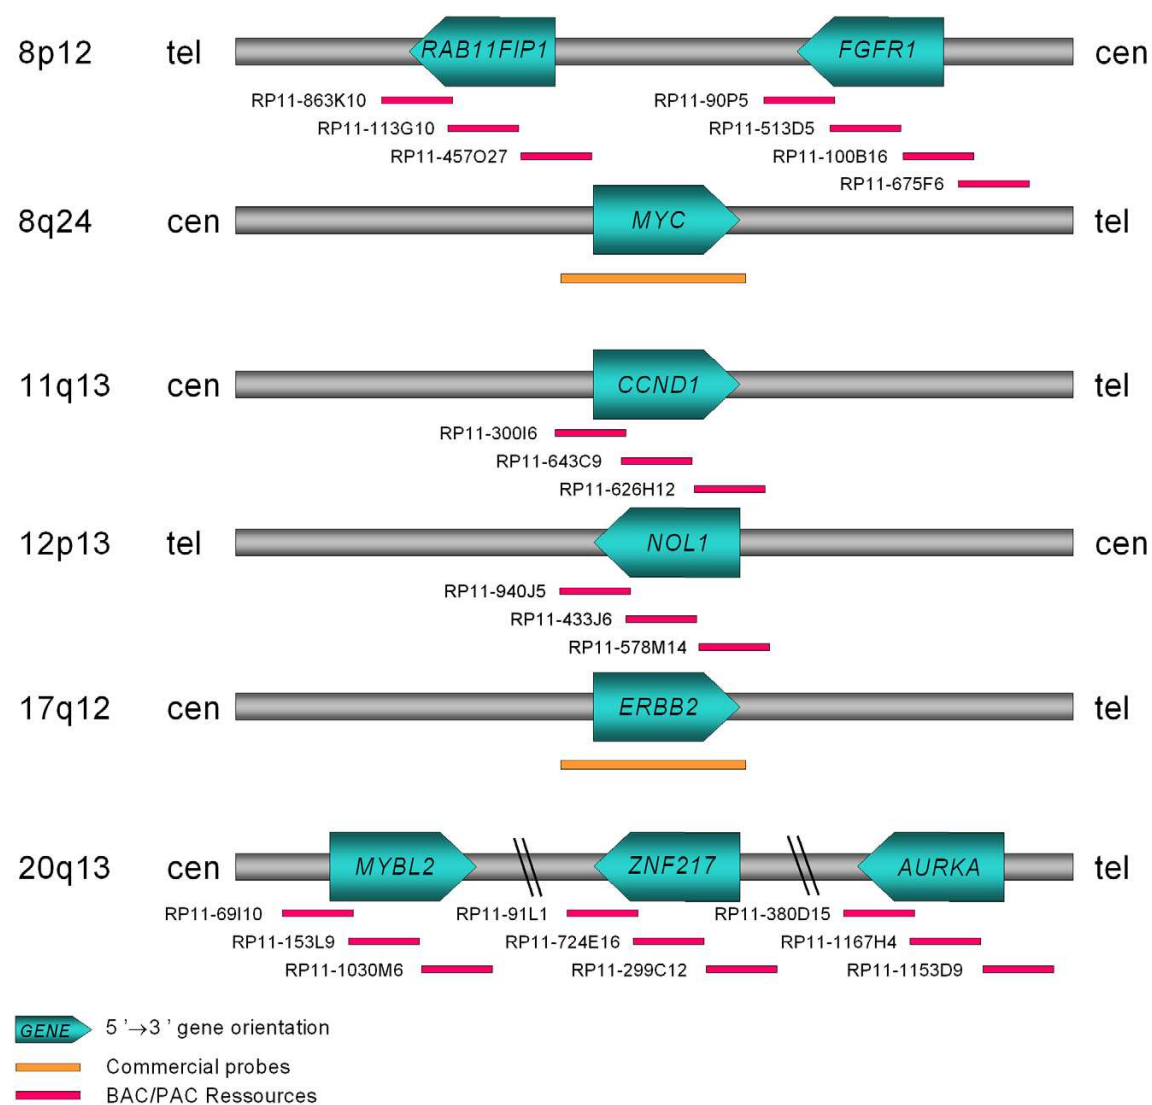 8p12 tel RAB11FIP1 FGFR1 cen
RP11-863K10 RP11-90P5
RP11-113G10 RP11-513D5
RP11-457O27 RP11-100B16
RP11-675F6
8q24 cen MYC tel
11q13 cen CCND1 tel
RP11-300I6
RP11-643C9
RP11-626H12
12p13 tel NOL1 cen
RP11-940J5
RP11-433J6
RP11-578M14
17q12 cen ERBB2 tel
20q13 cen MYBL2 ZNF217 AURKA tel
RP11-69I10 RP11-91L1 RP11-380D15
RP11-153L9 RP11-724E16 RP11-1167H4
RP11-1030M6 RP11-299C12 RP11-1153D9
GENE 5 '→3 ' gene orientation
Commercial probes
BAC/PAC Ressources